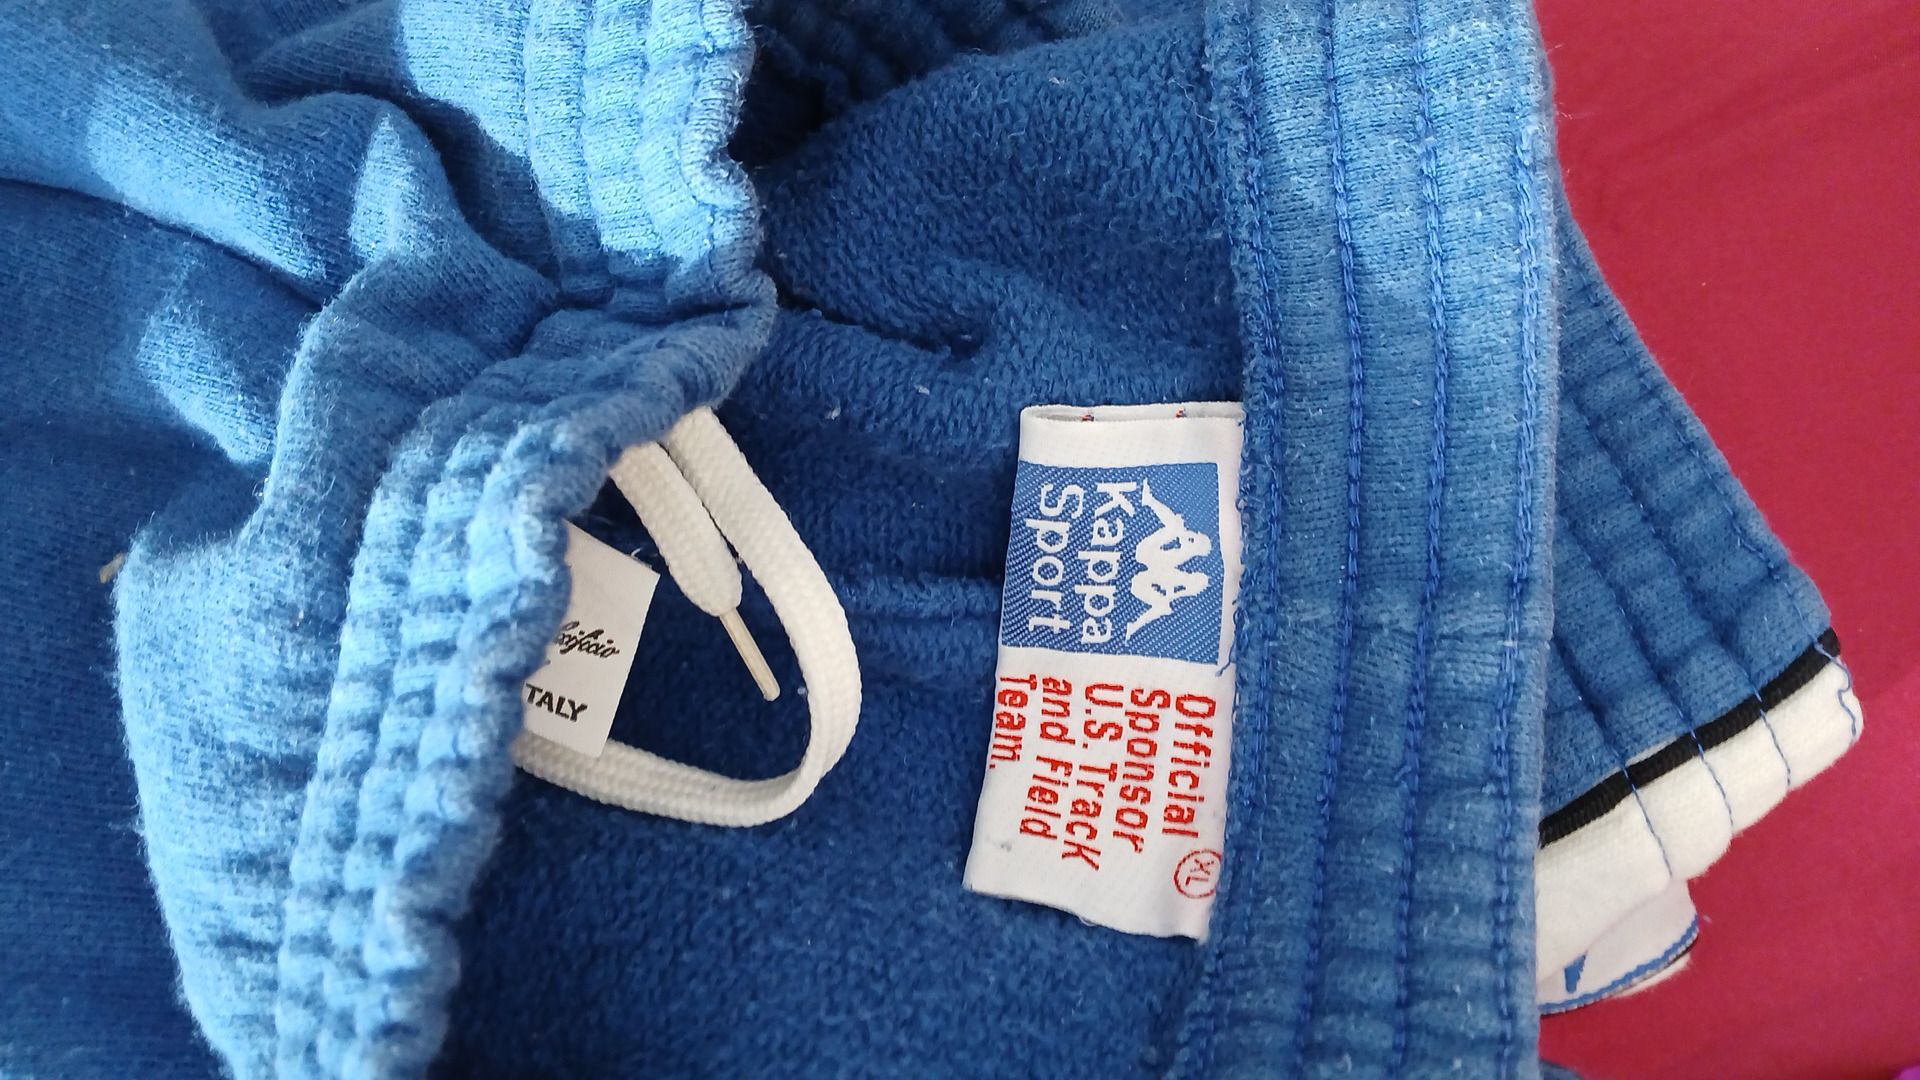 Kappa
Sport
Official
Sponsor
U.S. Track
and Field
Team.
XL
TALY